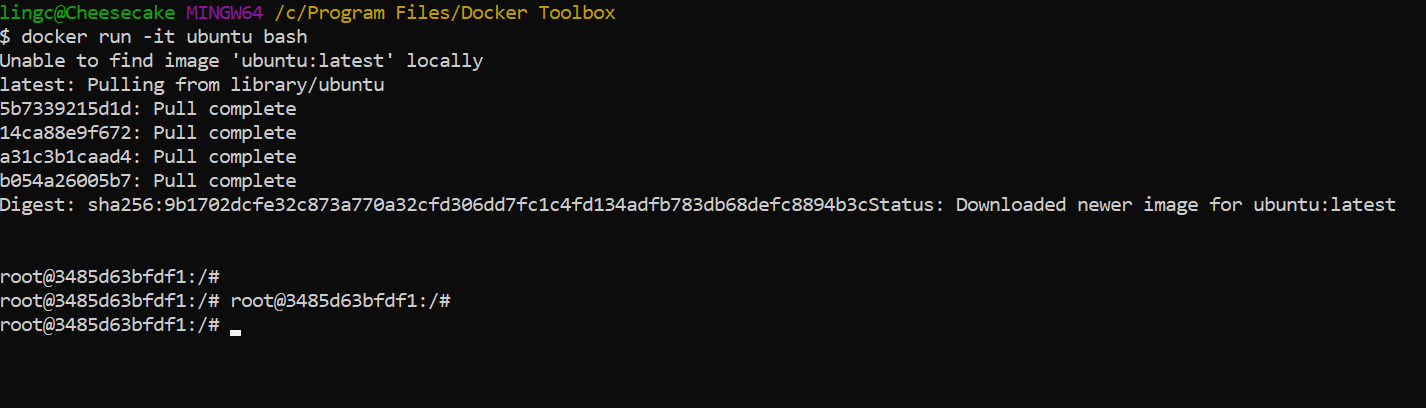 lingc@Cheesecake MINGW64 /c/Program Files/Docker Toolbox
$ docker run -it ubuntu bash
Unable to find image 'ubuntu:latest' locally
latest: Pulling from library/ubuntu
5b7339215d1d: Pull complete
14ca88e9f672: Pull complete
a31c3b1caad4: Pull complete
b054a26005b7: Pull complete
Digest: sha256:9b1702dcfe32c873a770a32cfd306dd7fc1c4fd134adfb783db68defc8894b3cStatus: Downloaded newer image for ubuntu:latest
root@3485d63bfdf1:/#
root@3485d63bfdf1:/# root@3485d63bfdf1:/#
root@3485d63bfdf1:/#